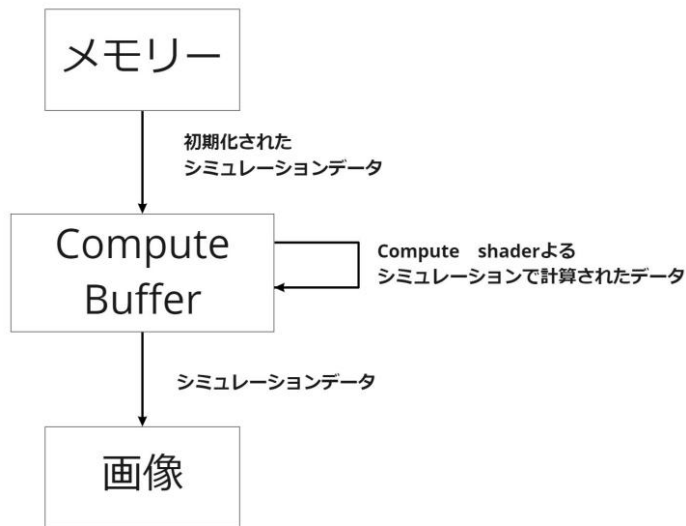 メモリー
初期化された
シミュレーションデータ
Compute
Buffer
Compute　shaderよる
シミュレーションで計算されたデータ
シミュレーションデータ
画像